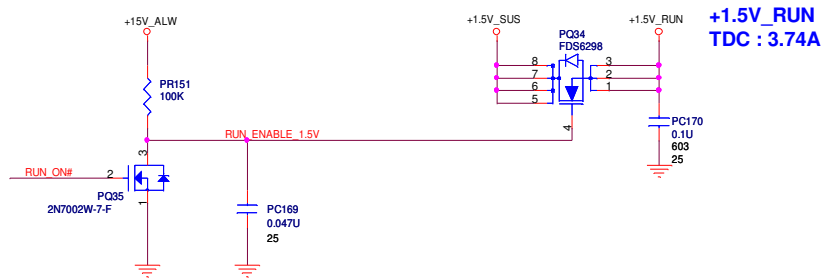 +15V_ALW
+1.5V_SUS
+1.5V_RUN
+1.5V_RUN
TDC : 3.74A
PQ34
FDS6298
8
7
6
5
3
2
1
4
PR151
100K
RUN_ENABLE_1.5V
PC170
0.1U
603
25
3
RUN_ON#
2
1
PQ35
2N7002W-7-F
PC169
0.047U
25